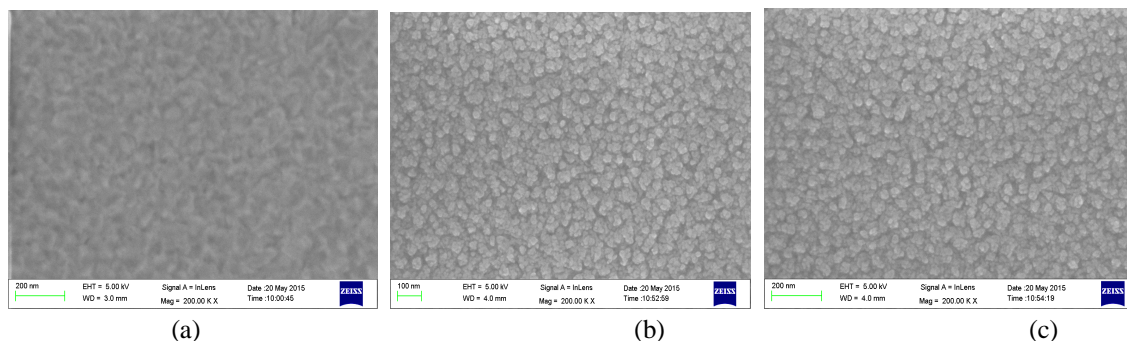 200 nm EHT = 5.00 kV Signal A = InLens Date :20 May 2015 ZEISS
WD = 3.0 mm Mag = 200.00 K X Time :10:00:45
100 nm EHT = 5.00 kV Signal A = InLens Date :20 May 2015 ZEISS
WD = 4.0 mm Mag = 200.00 K X Time :10:52:59
200 nm EHT = 5.00 kV Signal A = InLens Date :20 May 2015 ZEISS
WD = 4.0 mm Mag = 200.00 K X Time :10:54:19
(a) (b) (c)